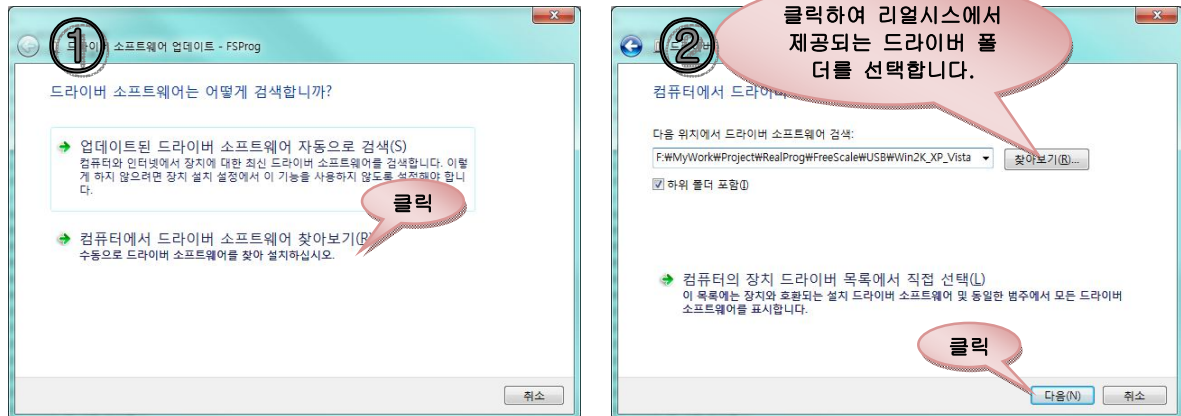 ①
드라이버 소프트웨어 업데이트 - FSProg
드라이버 소프트웨어는 어떻게 검색합니까?
업데이트된 드라이버 소프트웨어 자동으로 검색(S)
컴퓨터와 인터넷에서 장치에 대한 최신 드라이버 소프트웨어를 검색합니다. 이렇
게 하지 않으려면 장치 설치 설정에서 이 기능을 사용하지 않도록 설정해야 합니
다.
클릭
컴퓨터에서 드라이버 소프트웨어 찾아보기(R)
수동으로 드라이버 소프트웨어를 찾아 설치하십시오.
취소
②
클릭하여 리얼시스에서
제공되는 드라이버 폴
더를 선택합니다.
컴퓨터에서
다음 위치에서 드라이버 소프트웨어 검색:
F:₩MyWork₩Project₩RealProg₩FreeScale₩USB₩Win2K_XP_Vista
찾아보기(R)...
하위 폴더 포함(I)
컴퓨터의 장치 드라이버 목록에서 직접 선택(L)
이 목록에는 장치와 호환되는 설치 드라이버 소프트웨어 및 동일한 범주에서 모든 드라이버
소프트웨어를 표시합니다.
클릭
다음(N)
취소